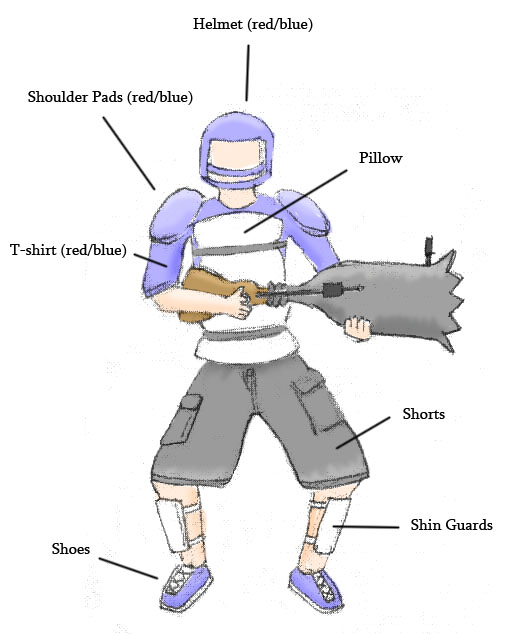 Helmet (red/blue)
Shoulder Pads (red/blue)
Pillow
T-shirt (red/blue)
Shorts
Shin Guards
Shoes